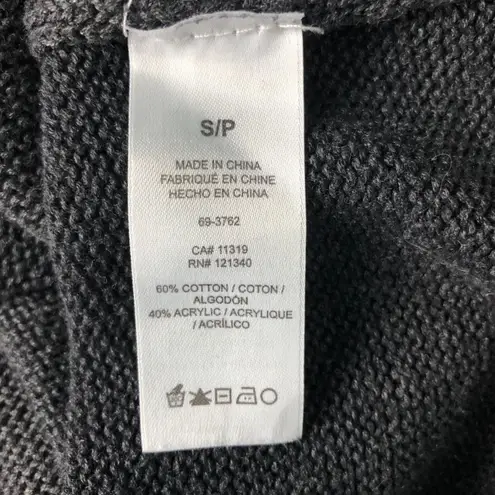 S/P
MADE IN CHINA
FABRIQUÉ EN CHINE
HECHO EN CHINA
69-3762
CA# 11319
RN# 121340
60% COTTON / COTON /
ALGODÓN
40% ACRYLIC / ACRYLIQUE
/ ACRÍLICO